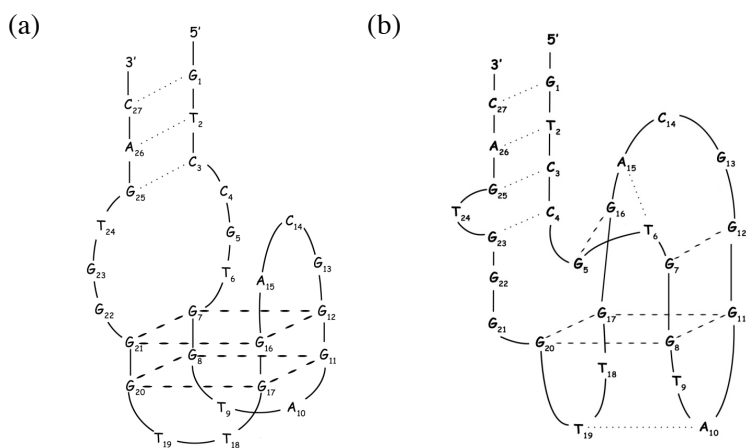 (a)
5'
3'
G1
C27
T2
A26
C3
G25
C4
T24
G5
C14
G23
T6
G13
A15
G22
G7
G12
G21
G16
G8
G11
G20
G17
T9
A10
T19
T18
(b)
5'
3'
G1
C27
T2
C14
A26
G13
C3
A15
G25
G16
T24
C4
T6
G12
G23
G5
G7
G22
G17
G11
G21
G20
G8
T18
T9
T19
A10